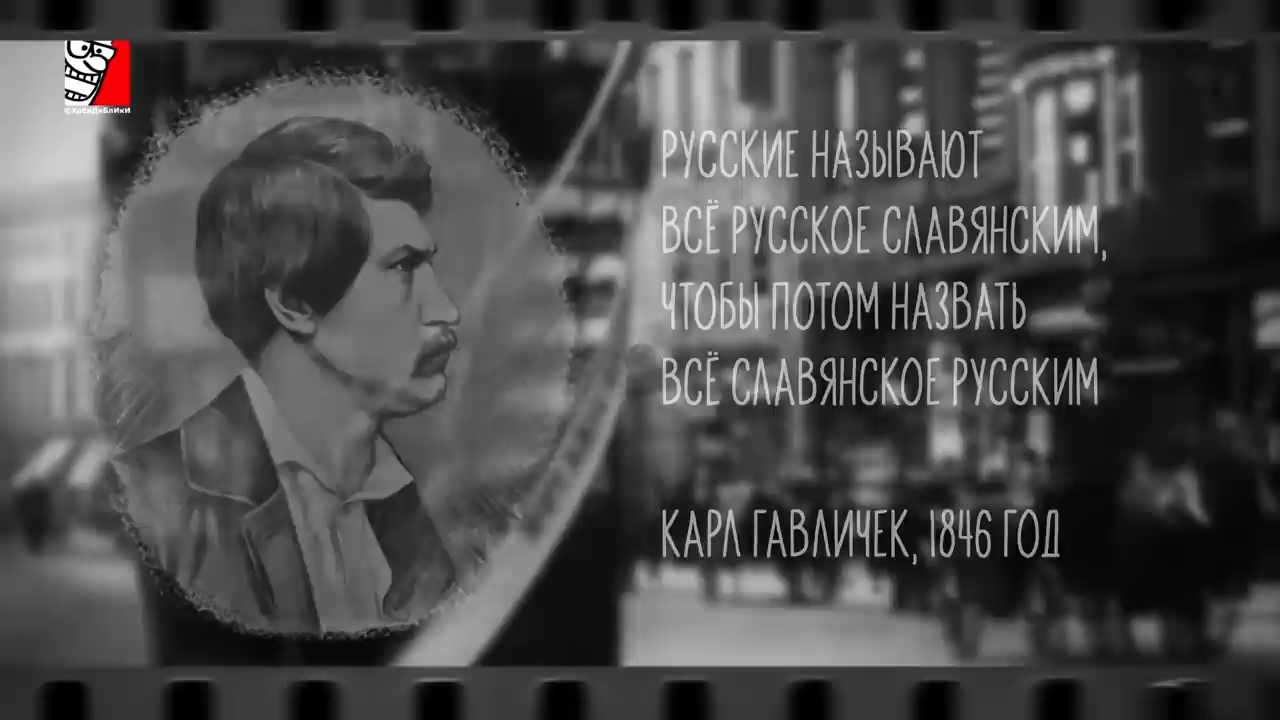 РУССКИЕ НАЗЫВАЮТ
ВСЁ РУССКОЕ СЛАВЯНСКИМ,
ЧТОБЫ ПОТОМ НАЗВАТЬ
ВСЁ СЛАВЯНСКОЕ РУССКИМ
КАРЛ ГАВЛИЧЕК, 1846 ГОД